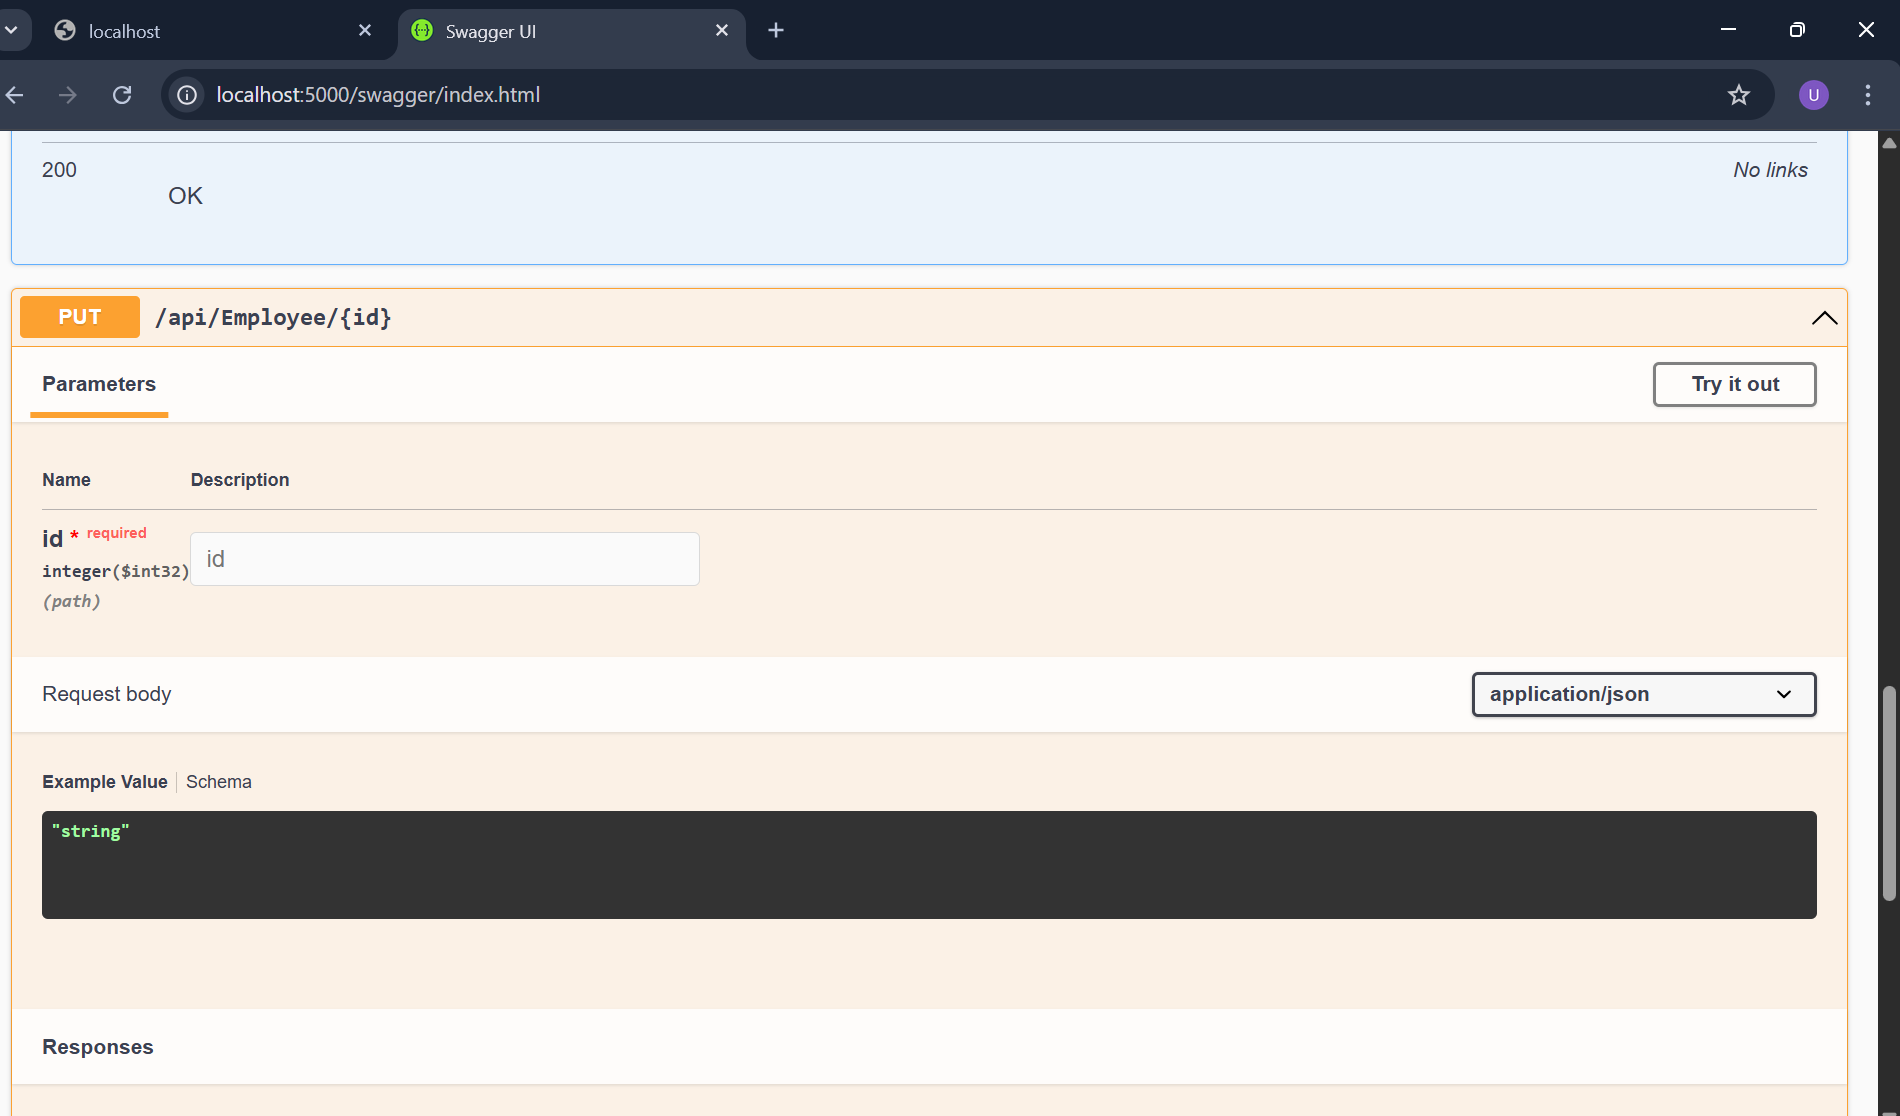 localhost
Swagger UI
localhost:5000/swagger/index.html
U
200
No links
OK
PUT /api/Employee/{id}
Parameters
Try it out
Name Description
id * required
integer($int32)
(path)
id
Request body
application/json
Example Value Schema
"string"
Responses